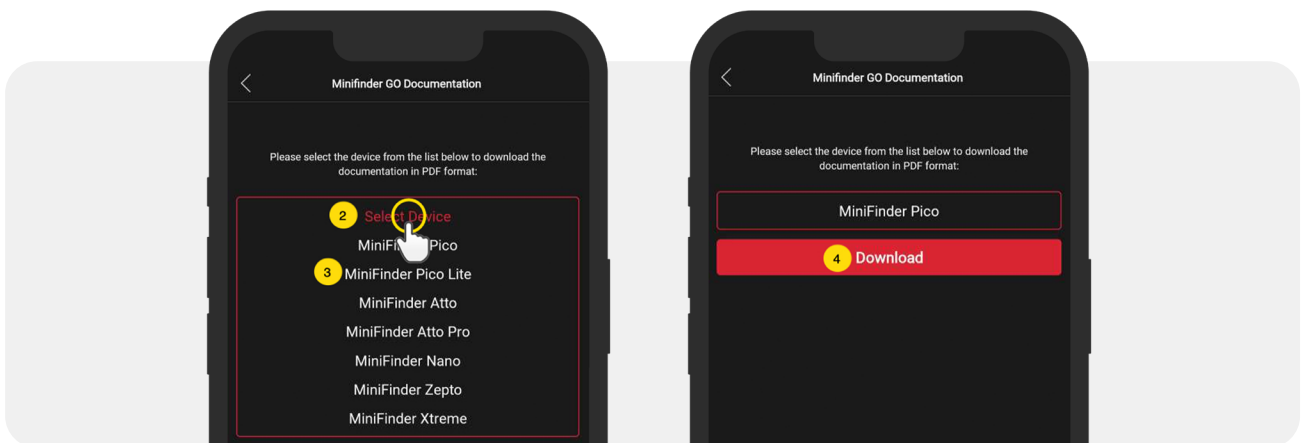 Minifinder GO Documentation
Please select the device from the list below to download the
documentation in PDF format:
2 Select Device
MiniFinder Pico
3 MiniFinder Pico Lite
MiniFinder Atto
MiniFinder Atto Pro
MiniFinder Nano
MiniFinder Zepto
MiniFinder Xtreme
Minifinder GO Documentation
Please select the device from the list below to download the
documentation in PDF format:
MiniFinder Pico
4 Download